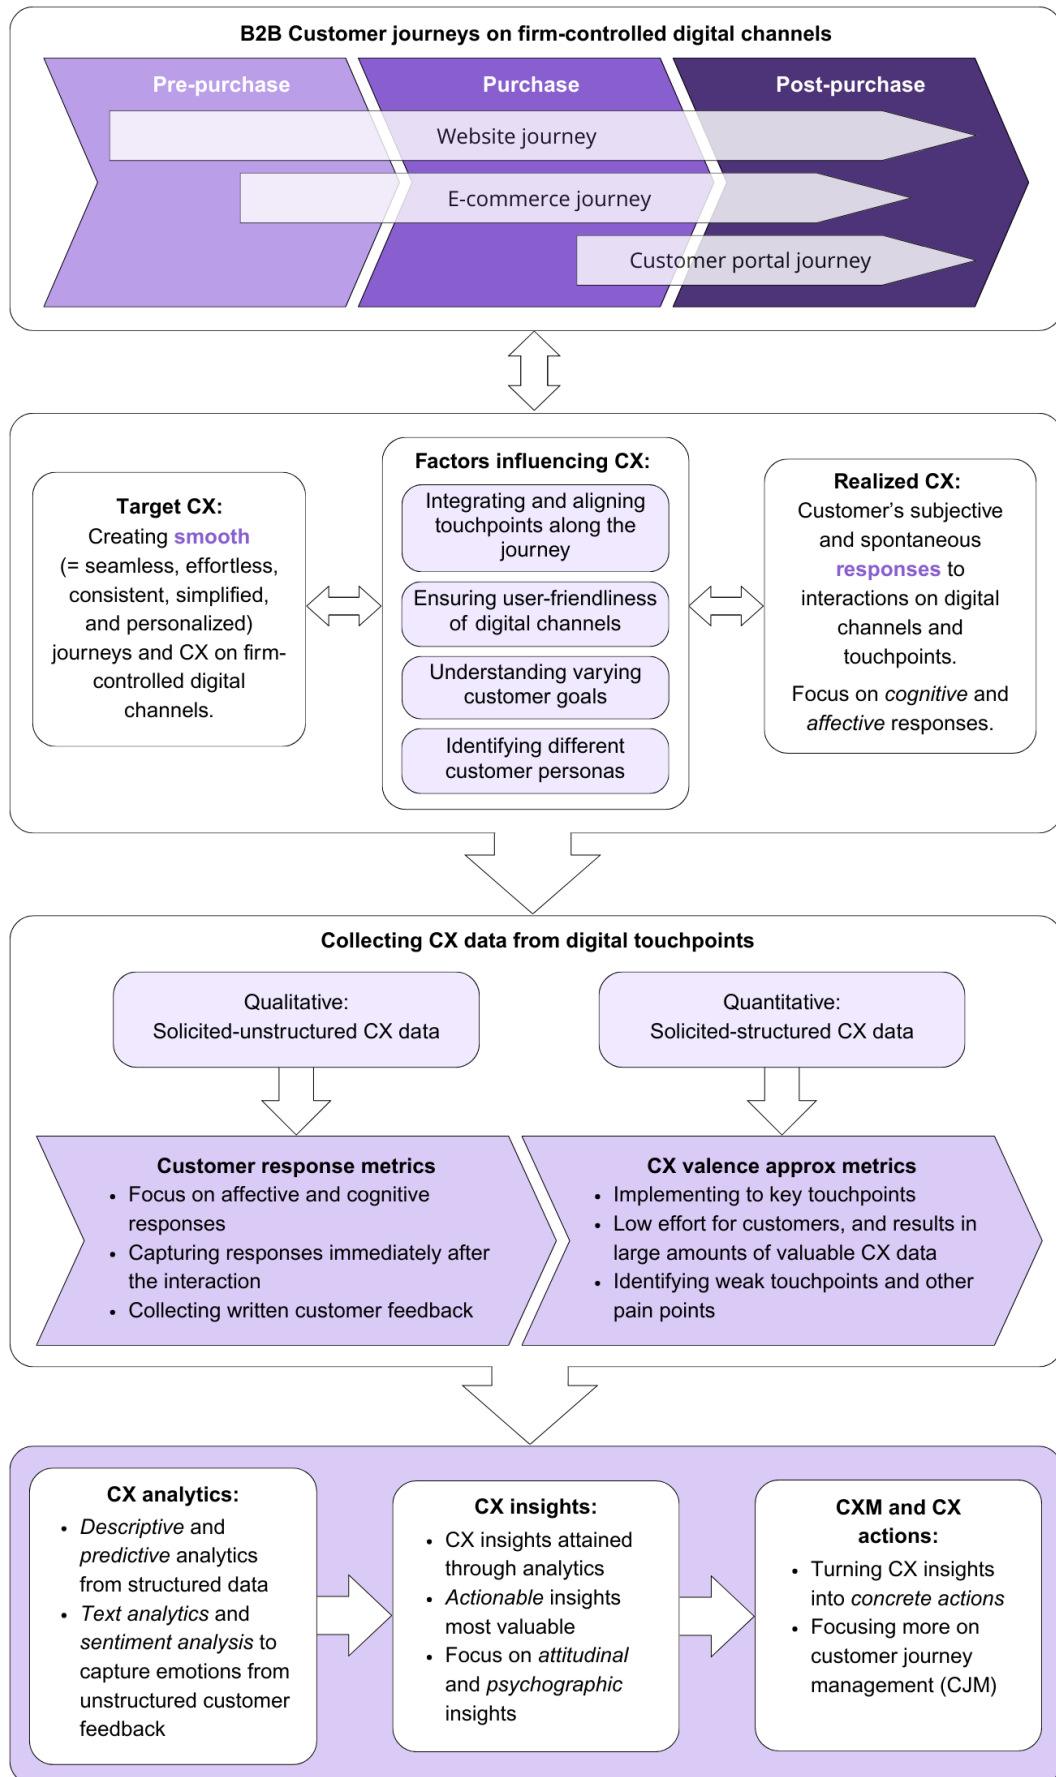 B2B Customer journeys on firm-controlled digital channels
Pre-purchase
Purchase
Post-purchase
Website journey
E-commerce journey
Customer portal journey
Target CX:
Creating smooth
(= seamless, effortless,
consistent, simplified,
and personalized)
journeys and CX on firm-
controlled digital
channels.
Factors influencing CX:
Integrating and aligning
touchpoints along the
journey
Ensuring user-friendliness
of digital channels
Understanding varying
customer goals
Identifying different
customer personas
Realized CX:
Customer's subjective
and spontaneous
responses to
interactions on digital
channels and
touchpoints.
Focus on cognitive and
affective responses.
Collecting CX data from digital touchpoints
Qualitative:
Solicited-unstructured CX data
Quantitative:
Solicited-structured CX data
Customer response metrics
• Focus on affective and cognitive
responses
• Capturing responses immediately after
the interaction
• Collecting written customer feedback
CX valence approx metrics
• Implementing to key touchpoints
• Low effort for customers, and results in
large amounts of valuable CX data
• Identifying weak touchpoints and other
pain points
CX analytics:
• Descriptive and
predictive analytics
from structured data
• Text analytics and
sentiment analysis to
capture emotions from
unstructured customer
feedback
CX insights:
• CX insights attained
through analytics
• Actionable insights
most valuable
• Focus on attitudinal
and psychographic
insights
CXM and CX
actions:
• Turning CX insights
into concrete actions
• Focusing more on
customer journey
management (CJM)